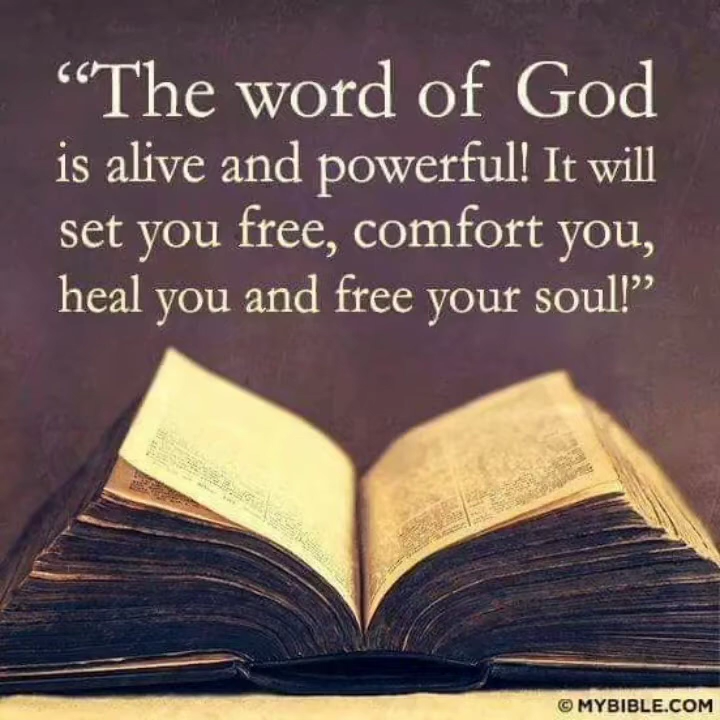 “The word of God
is alive and powerful! It will
set you free, comfort you,
heal you and free your soul!”
© MYBIBLE.COM